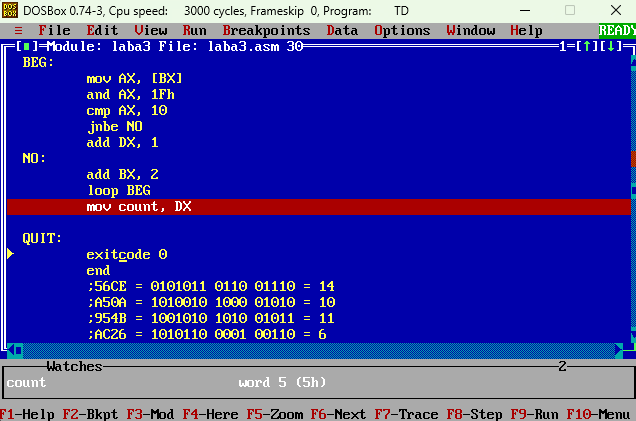 DOS BOX DOSBox 0.74-3, Cpu speed: 3000 cycles, Frameskip 0, Program: TD
≡ File Edit View Run Breakpoints Data Options Window Help READY
[■]=Module: laba3 File: laba3.asm 30 1=[↑][↓]
BEG:
mov AX, [BX]
and AX, 1Fh
cmp AX, 10
jnbe NO
add DX, 1
NO:
add BX, 2
loop BEG
mov count, DX
QUIT:
exitcode 0
end
;56CE = 0101011 0110 01110 = 14
;A50A = 1010010 1000 01010 = 10
;954B = 1001010 1010 01011 = 11
;AC26 = 1010110 0001 00110 = 6
Watches 2
count word 5 (5h)
F1-Help F2-Bkpt F3-Mod F4-Here F5-Zoom F6-Next F7-Trace F8-Step F9-Run F10-Menu